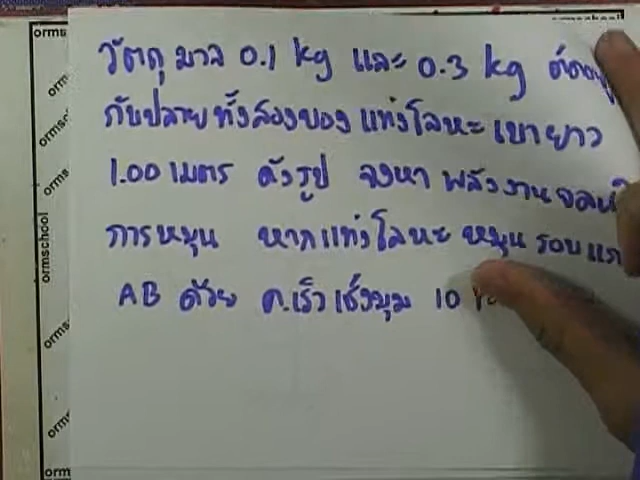 ormschool
วัตถุ มวล 0.1 kg และ 0.3 kg
กับปลายทั้งสองของ แท่งโลหะเบายาว
1.00 เมตร ดังรูป จงหา พลังงานจลน์
การหมุน หากแท่งโลหะ หมุน รอบแกน
AB ด้วย ค.เร็วเชิงมุม 10
ormschool
orm